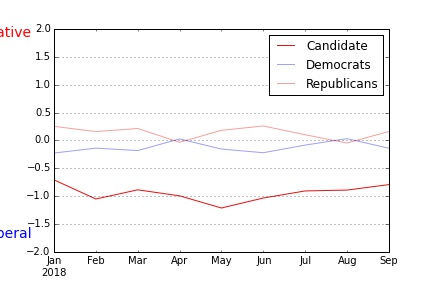 ative
2.0
1.5
1.0
0.5
0.0
−0.5
−1.0
−1.5
−2.0
beral
Candidate
Democrats
Republicans
Jan Feb Mar Apr May Jun Jul Aug Sep
2018